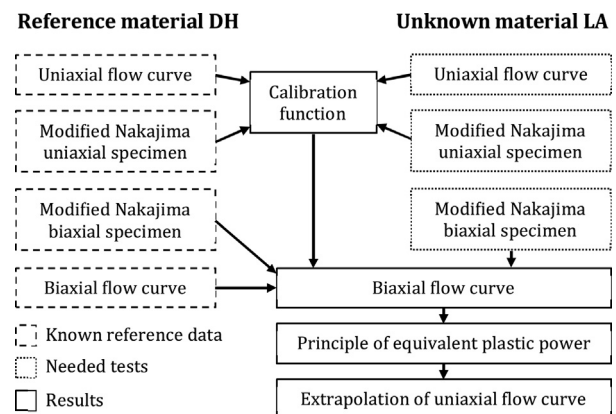 Reference material DH
Unknown material LA
Uniaxial flow curve
Calibration
function
Uniaxial flow curve
Modified Nakajima
uniaxial specimen
Modified Nakajima
uniaxial specimen
Modified Nakajima
biaxial specimen
Modified Nakajima
biaxial specimen
Biaxial flow curve
Biaxial flow curve
Known reference data
Needed tests
Results
Principle of equivalent plastic power
Extrapolation of uniaxial flow curve